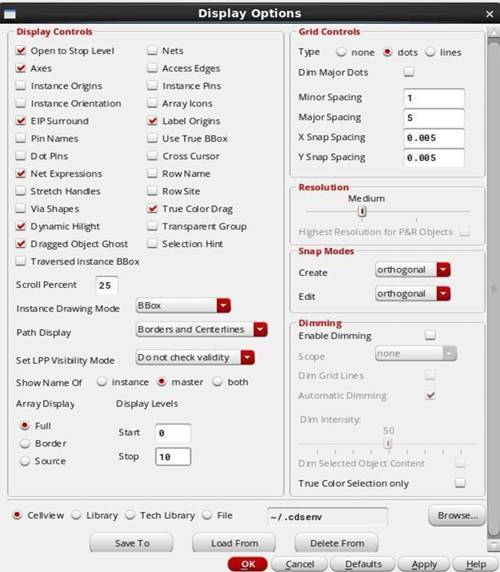 Display Options
Display Controls
Open to Stop Level Nets
Axes Access Edges
Instance Origins Instance Pins
Instance Orientation Array Icons
EIP Surround Label Origins
Pin Names Use True BBox
Dot Pins Cross Cursor
Net Expressions Row Name
Stretch Handles Row Site
Via Shapes True Color Drag
Dynamic Hilight Transparent Group
Dragged Object Ghost Selection Hint
Traversed instance BBox
Scroll Percent 25
Instance Drawing Mode BBox
Path Display Borders and Centerlines
Set LPP Visibility Mode Do not check validity
Show Name Of instance master both
Array Display Display Levels
Full Start 0
Border
Source Stop 10
Grid Controls
Type none dots lines
Dim Major Dots
Minor Spacing 1
Major Spacing 5
X Snap Spacing 0.005
Y Snap Spacing 0.005
Resolution
Medium
Highest Resolution for P&R Objects
Snap Modes
Create orthogonal
Edit orthogonal
Dimming
Enable Dimming
Scope none
Dim Grid Lines
Automatic Dimming
Dim Intensity:
50
Dim Selected Object Content
True Color Selection only
Cellview Library Tech Library File ~/.cdsenv Browse...
Save To Load From Delete From
OK Cancel Defaults Apply Help